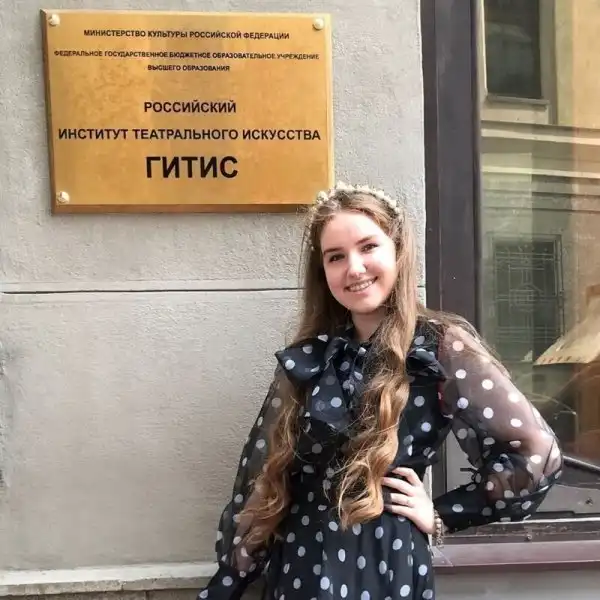 МИНИСТЕРСТВО КУЛЬТУРЫ РОССИЙСКОЙ ФЕДЕРАЦИИ
ФЕДЕРАЛЬНОЕ ГОСУДАРСТВЕННОЕ БЮДЖЕТНОЕ ОБРАЗОВАТЕЛЬНОЕ УЧРЕЖДЕНИЕ
ВЫСШЕГО ОБРАЗОВАНИЯ
РОССИЙСКИЙ
ИНСТИТУТ ТЕАТРАЛЬНОГО ИСКУССТВА
ГИТИС